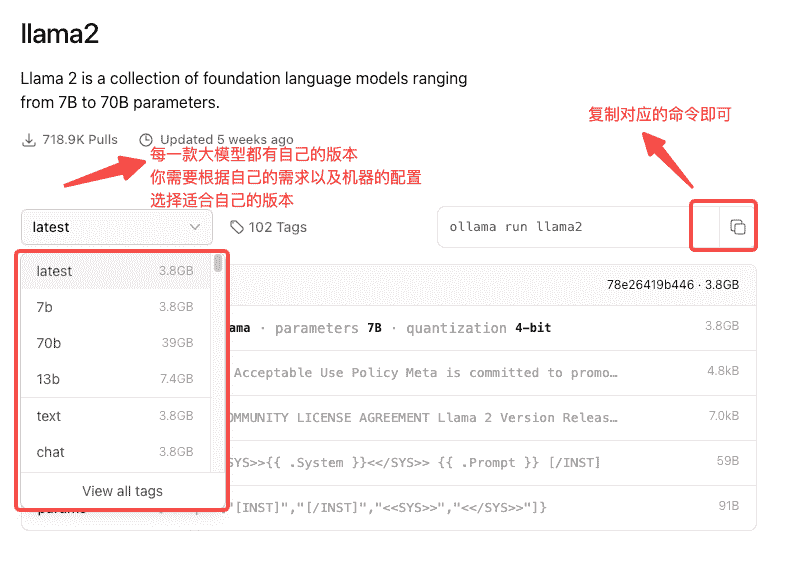 llama2
Llama 2 is a collection of foundation language models ranging
from 7B to 70B parameters.
复制对应的命令即可
718.9K Pulls Updated 5 weeks ago
每一款大模型都有自己的版本
你需要根据自己的需求以及机器的配置
选择适合自己的版本
latest 102 Tags ollama run llama2
78e26419b446 · 3.8GB
latest 3.8GB
7b 3.8GB
70b 39GB
13b 7.4GB
text 3.8GB
chat 3.8GB
View all tags
ama · parameters 7B · quantization 4-bit 3.8GB
Acceptable Use Policy Meta is committed to promo… 4.8kB
OMMUNITY LICENSE AGREEMENT Llama 2 Version Releas… 7.0kB
SYS>>{{ .System }}<</SYS>> {{ .Prompt }} [/INST] 59B
"[INST]","[/INST]","<<SYS>>","<</SYS>>"]} 91B